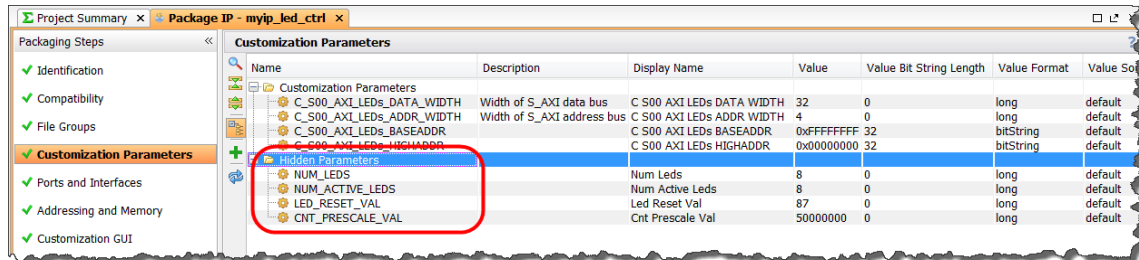 Σ Project Summary × Package IP - myip_led_ctrl ×
Packaging Steps «
Customization Parameters ?
Identification
Compatibility
File Groups
Customization Parameters
Ports and Interfaces
Addressing and Memory
Customization GUI
Name Description Display Name Value Value Bit String Length Value Format Value Sou
Customization Parameters
C_S00_AXI_LEDs_DATA_WIDTH Width of S_AXI data bus C S00 AXI LEDs DATA WIDTH 32 0 long default
C_S00_AXI_LEDs_ADDR_WIDTH Width of S_AXI address bus C S00 AXI LEDs ADDR WIDTH 4 0 long default
C_S00_AXI_LEDs_BASEADDR C S00 AXI LEDs BASEADDR 0xFFFFFFFF 32 bitString default
C_S00_AXI_LEDs_HIGHADDR C S00 AXI LEDs HIGHADDR 0x00000000 32 bitString default
Hidden Parameters
NUM_LEDS Num Leds 8 0 long default
NUM_ACTIVE_LEDS Num Active Leds 8 0 long default
LED_RESET_VAL Led Reset Val 87 0 long default
CNT_PRESCALE_VAL Cnt Prescale Val 50000000 0 long default